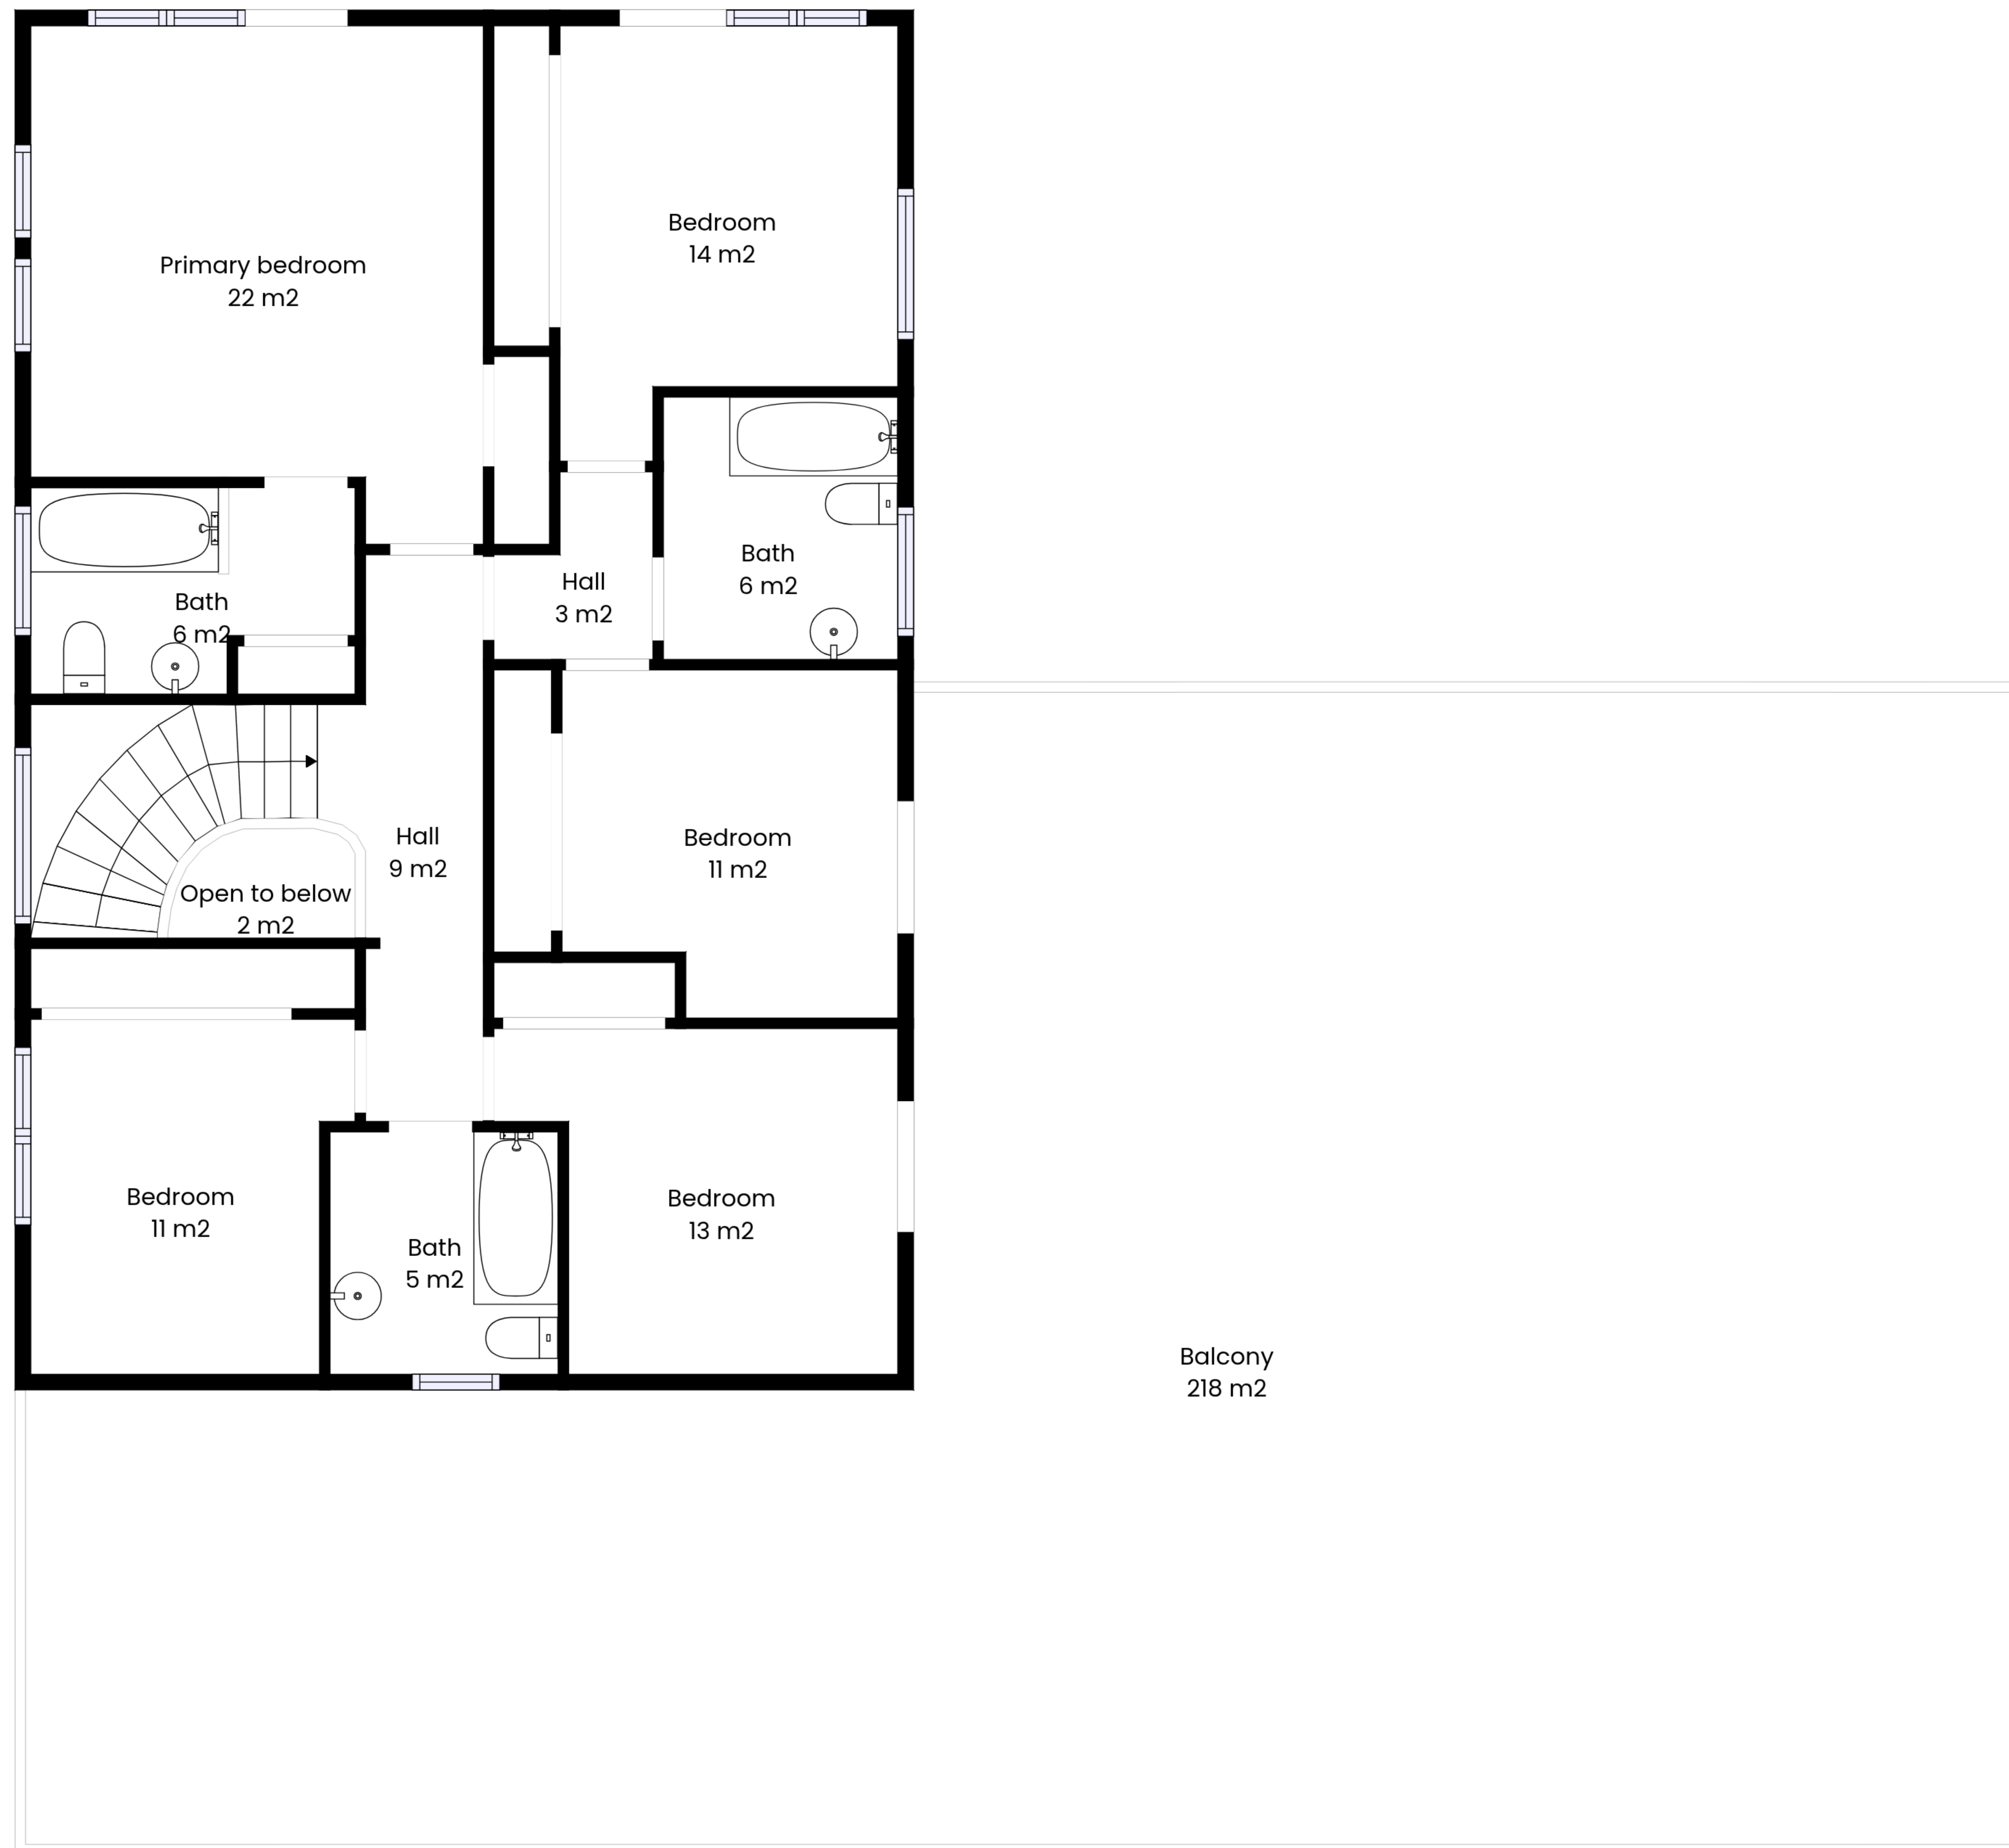 Bedroom
14 m2
Primary bedroom
22 m2
Bath
6 m2
Hall
3 m2
Bath
6 m2
Hall
9 m2
Bedroom
11 m2
Open to below
2 m2
Bedroom
11 m2
Bedroom
13 m2
Bath
5 m2
Balcony
218 m2